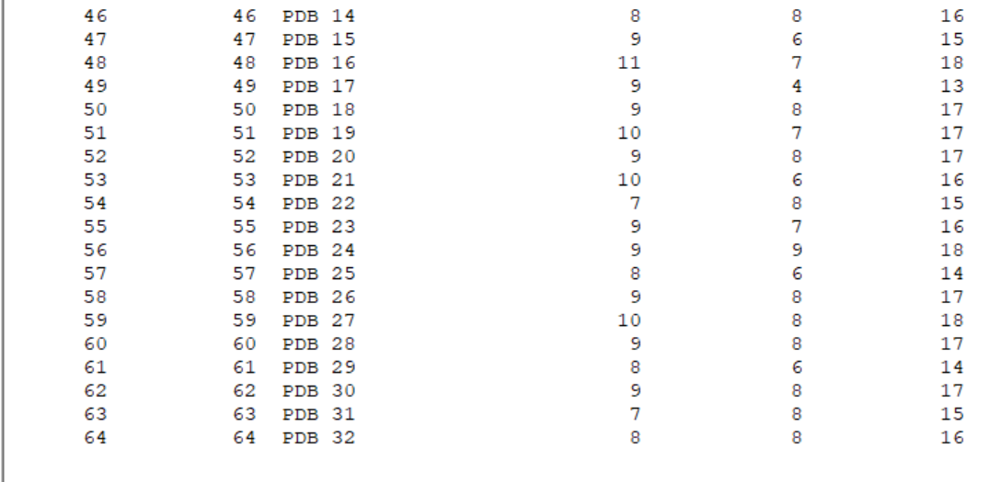 46 46 PDB 14 8 8 16
47 47 PDB 15 9 6 15
48 48 PDB 16 11 7 18
49 49 PDB 17 9 4 13
50 50 PDB 18 9 8 17
51 51 PDB 19 10 7 17
52 52 PDB 20 9 8 17
53 53 PDB 21 10 6 16
54 54 PDB 22 7 8 15
55 55 PDB 23 9 7 16
56 56 PDB 24 9 9 18
57 57 PDB 25 8 6 14
58 58 PDB 26 9 8 17
59 59 PDB 27 10 8 18
60 60 PDB 28 9 8 17
61 61 PDB 29 8 6 14
62 62 PDB 30 9 8 17
63 63 PDB 31 7 8 15
64 64 PDB 32 8 8 16